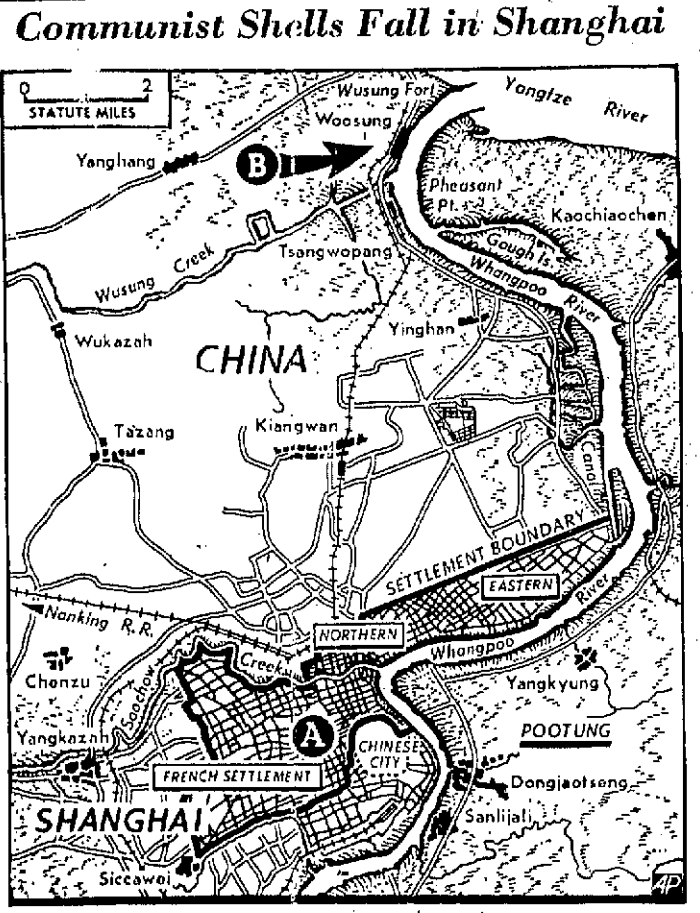 Communist Shells Fall in Shanghai
0 2
STATUTE MILES
Wusung Fort
Yangtze River
Woosung
Yanghang
B
Pheasant
Pt.
Kaochiaochen
Gough Is.
Tsangwopang
Wusung Creek
Whangpoo River
Yinghan
Wukazah
CHINA
Tazang
Kiangwan
Canal
SETTLEMENT BOUNDARY
EASTERN
Nanking R.R.
NORTHERN
Whangpoo River
Chenzu
Soochow Creek
Yangkyung
Yangkazah
A
CHINESE
CITY
POOTUNG
FRENCH SETTLEMENT
Dongjaotseng
SHANGHAI
Sanlijali
Siccawei
AP